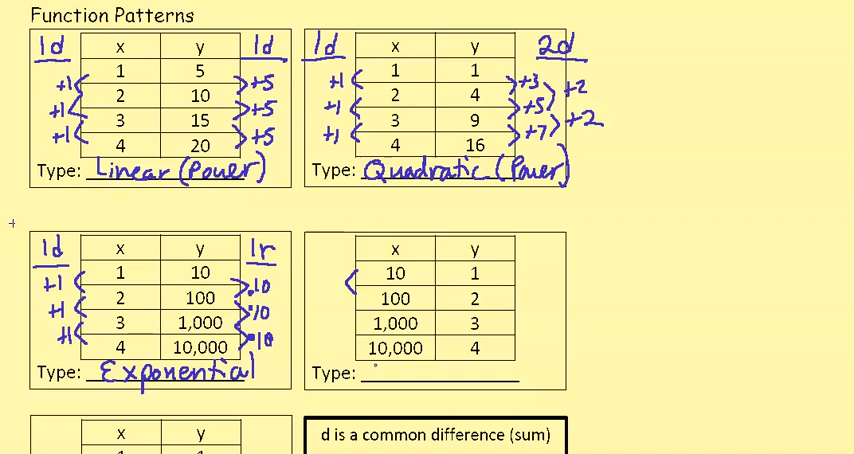 Function Patterns
1d x y 1d
1 5
+1 2 10 +5
+1 3 15 +5
+1 4 20 +5
Type: Linear (Power)
1d x y 2d
1 1
+1 2 4 +3 +2
+1 3 9 +5 +2
+1 4 16 +7
Type: Quadratic (Power)
1d x y 1r
1 10
+1 2 100 ·10
+1 3 1,000 ·10
+1 4 10,000 ·10
Type: Exponential
x y
10 1
100 2
1,000 3
10,000 4
Type:
x y
d is a common difference (sum)